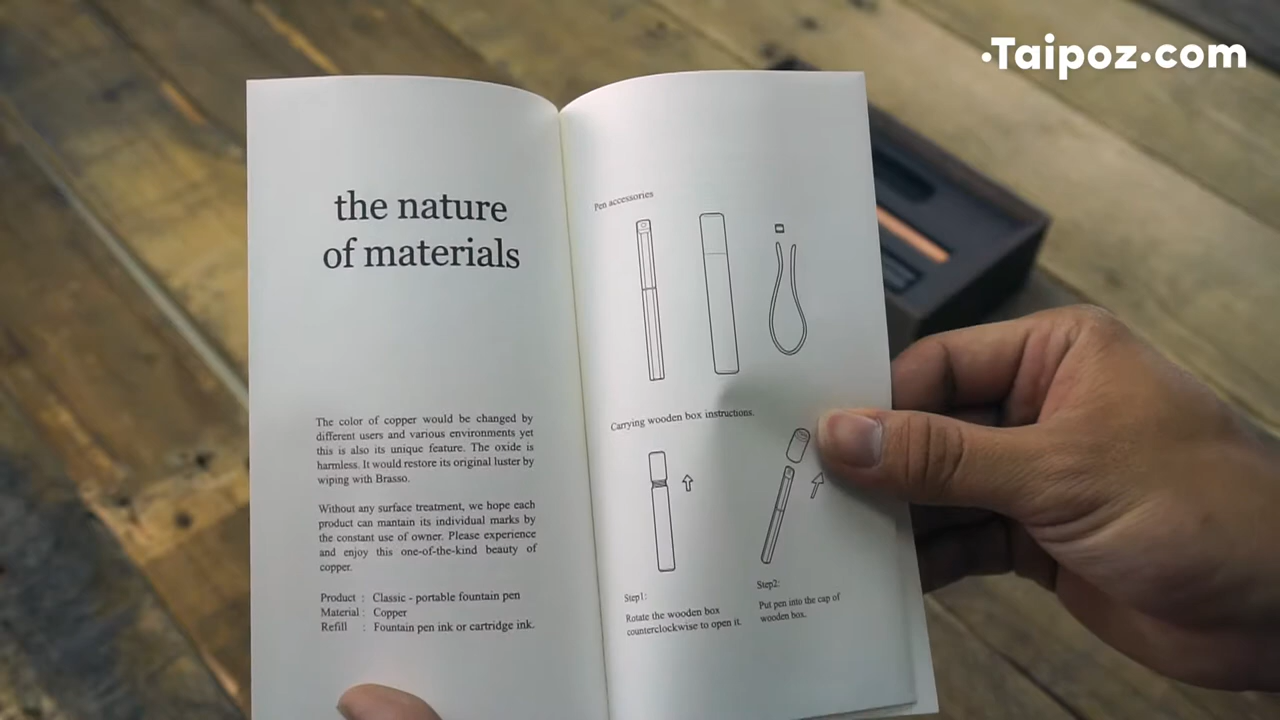 ·Taipoz·com
the nature
of materials
The color of copper would be changed by
different users and various environments yet
this is also its unique feature. The oxide is
harmless. It would restore its original luster by
wiping with Brasso.
Without any surface treatment, we hope each
product can mantain its individual marks by
the constant use of owner. Please experience
and enjoy this one-of-the-kind beauty of
copper.
Product : Classic - portable fountain pen
Material : Copper
Refill : Fountain pen ink or cartridge ink.
Pen accessories
Carrying wooden box instructions.
Step1:
Rotate the wooden box
counterclockwise to open it.
Step2:
Put pen into the cap of
wooden box.